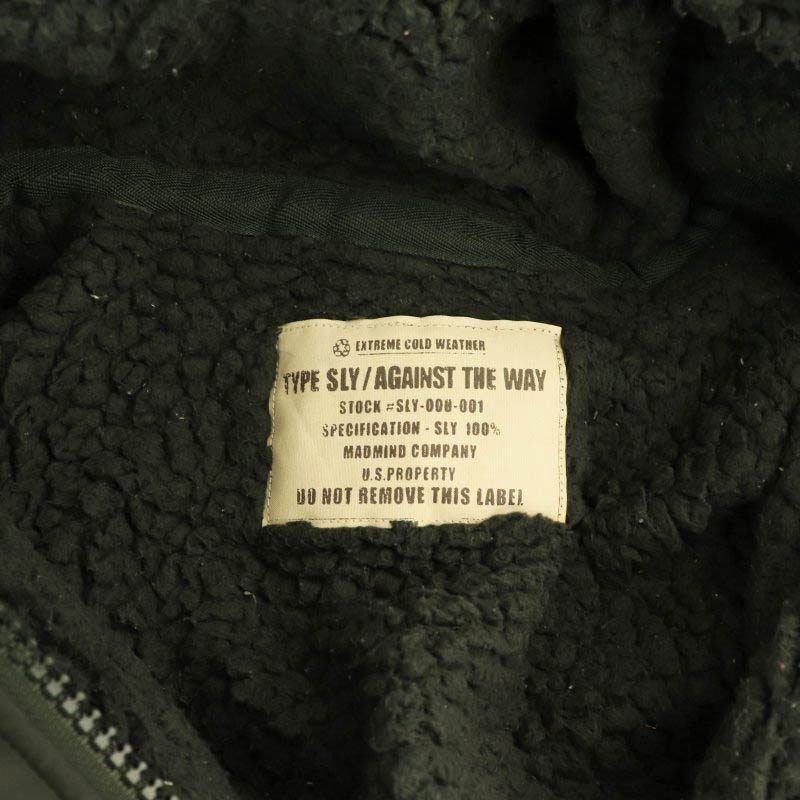 EXTREME COLD WEATHER
TYPE SLY/AGAINST THE WAY
STOCK #SLY-008-001
SPECIFICATION - SLY 100%
MADMIND COMPANY
U.S.PROPERTY
DO NOT REMOVE THIS LABEL